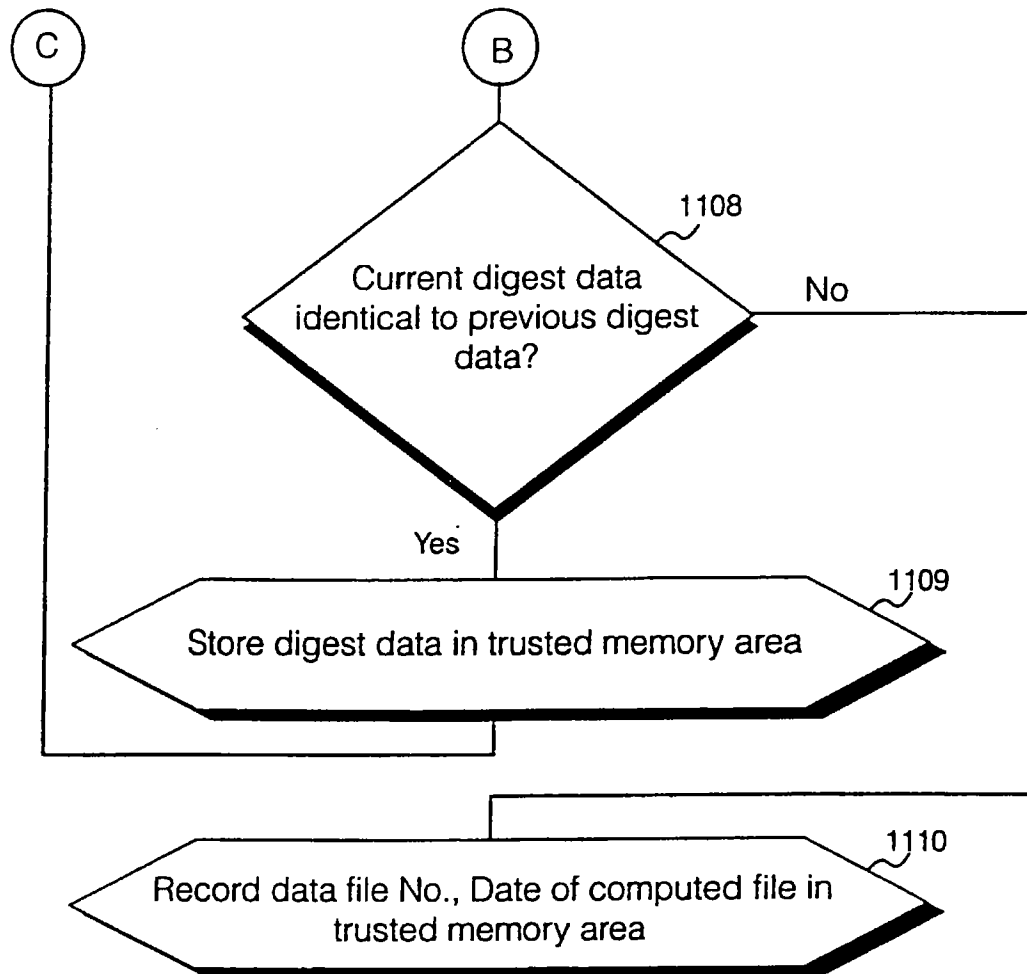 C
B
1108
Current digest data
identical to previous digest
data?
No
Yes
1109
Store digest data in trusted memory area
1110
Record data file No., Date of computed file in
trusted memory area